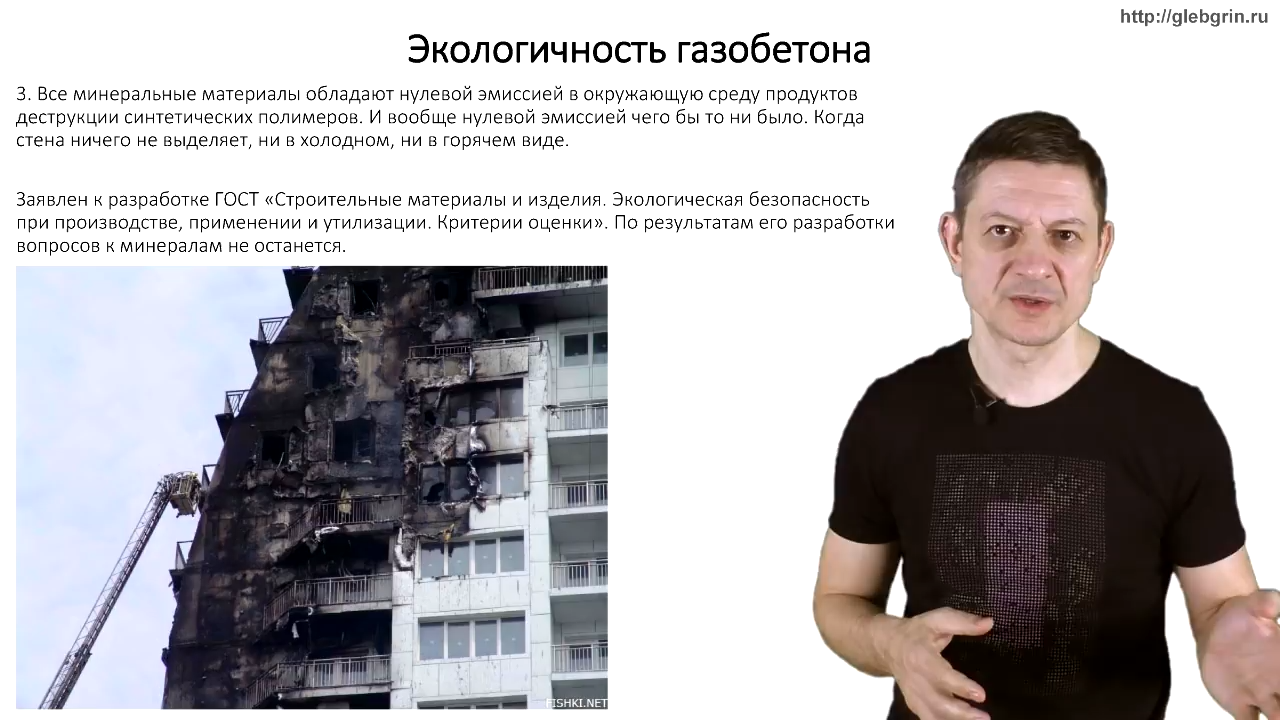 http://glebgrin.ru
Экологичность газобетона
3. Все минеральные материалы обладают нулевой эмиссией в окружающую среду продуктов
деструкции синтетических полимеров. И вообще нулевой эмиссией чего бы то ни было. Когда
стена ничего не выделяет, ни в холодном, ни в горячем виде.
Заявлен к разработке ГОСТ «Строительные материалы и изделия. Экологическая безопасность
при производстве, применении и утилизации. Критерии оценки». По результатам его разработки
вопросов к минералам не останется.
FISHKI.NET